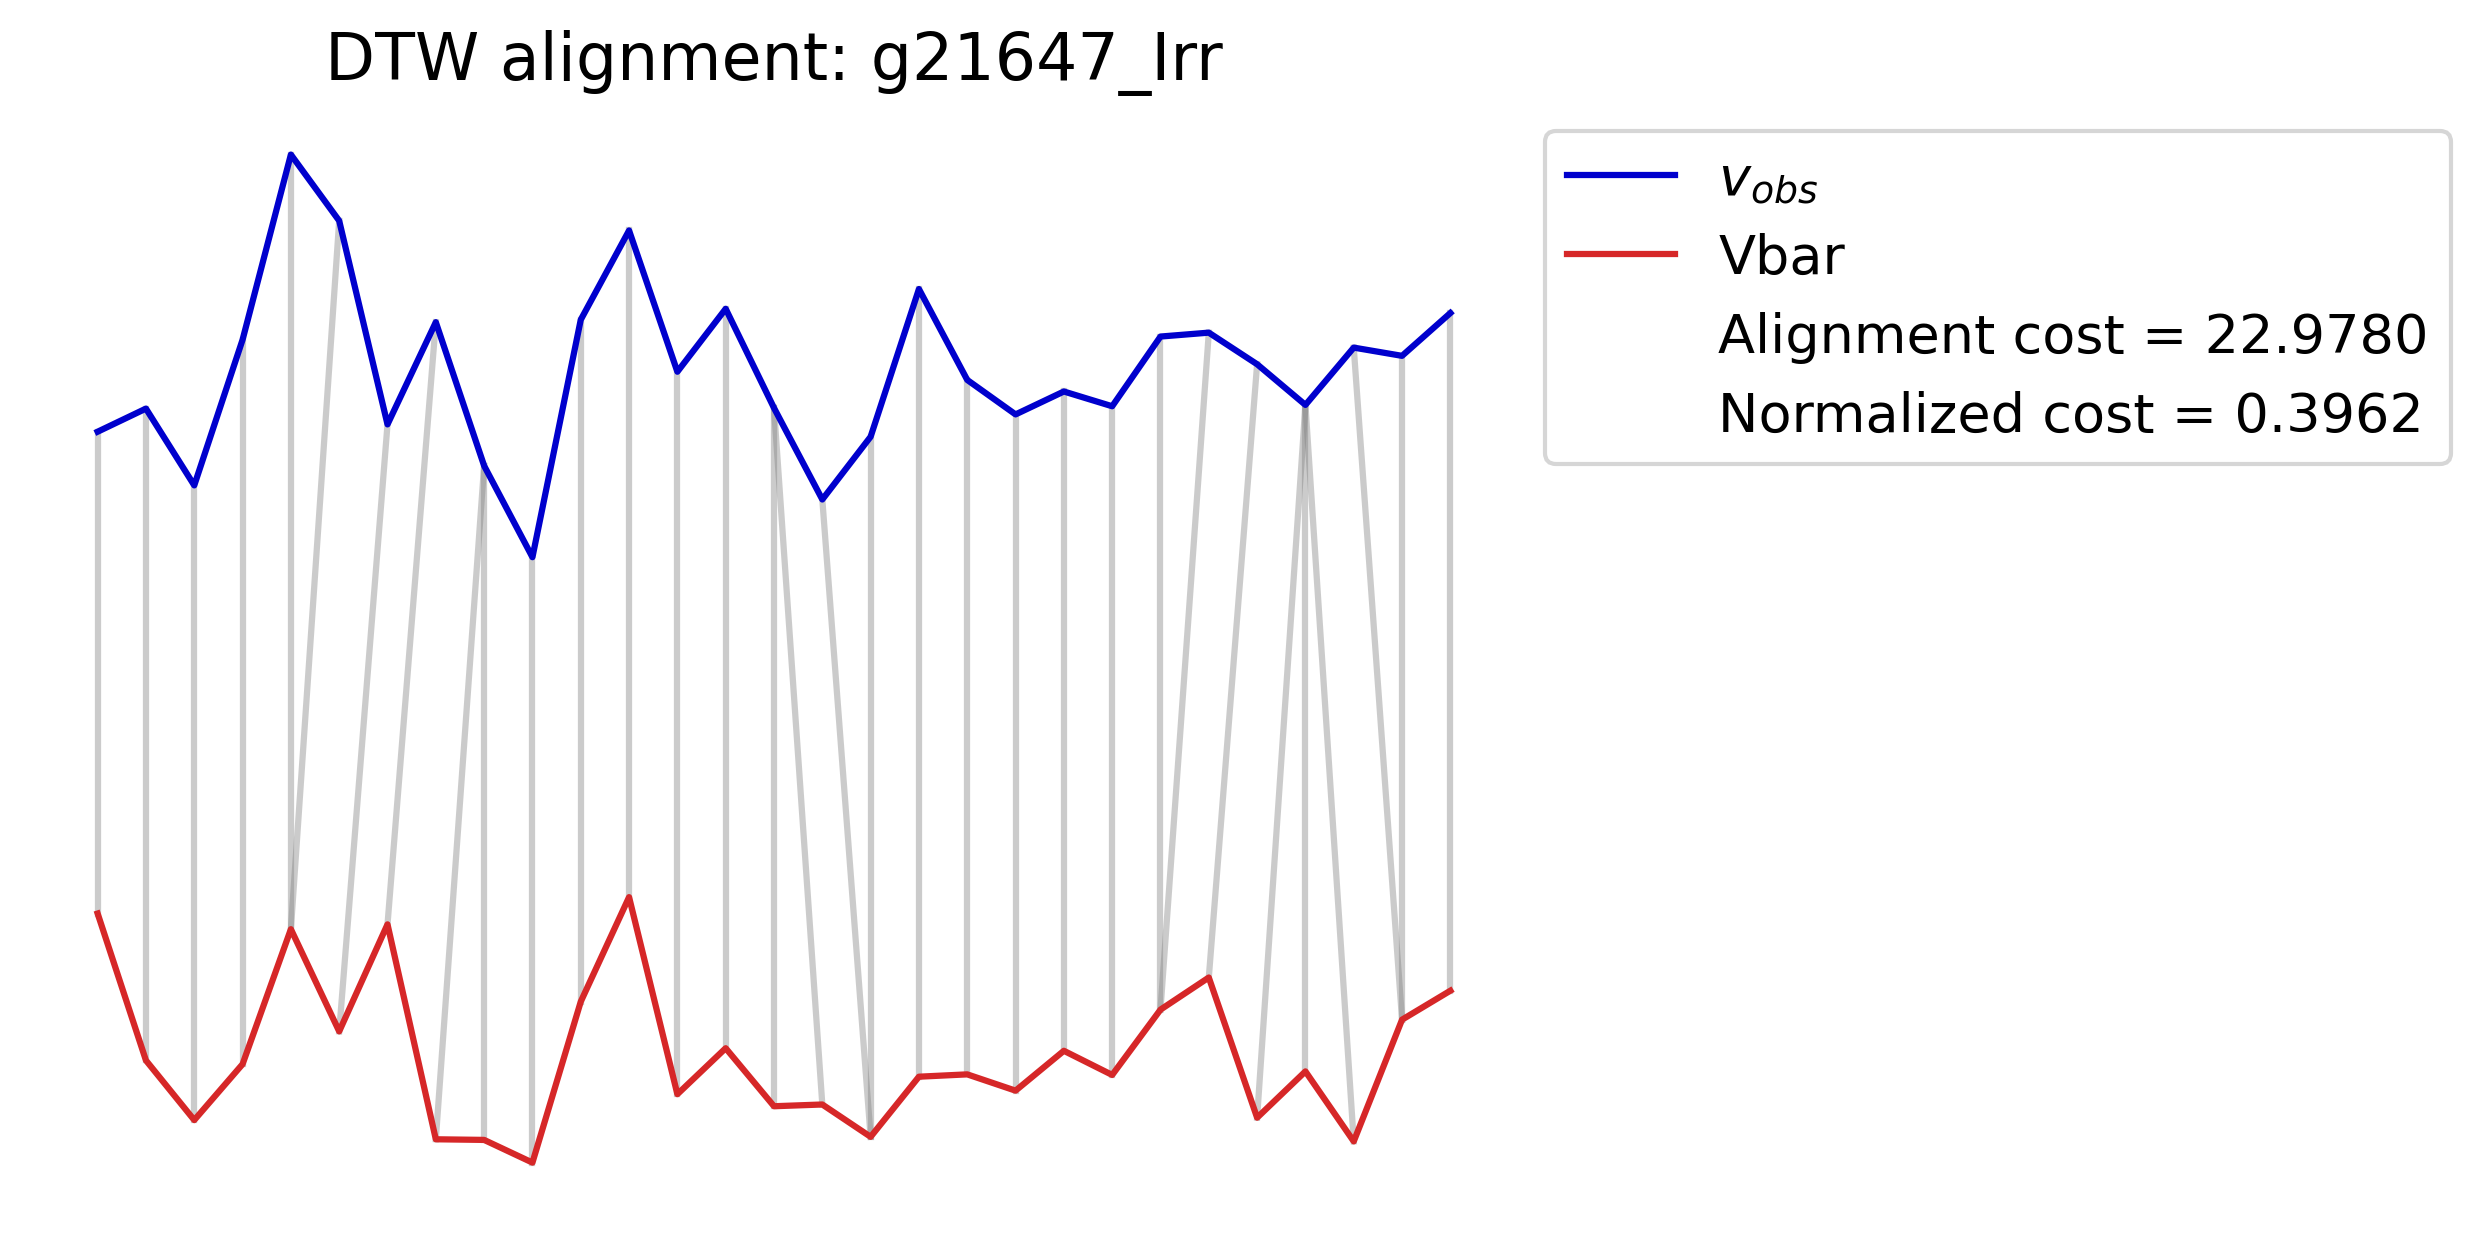 DTW alignment: g21647_Irr
v_obs
Vbar
Alignment cost = 22.9780
Normalized cost = 0.3962